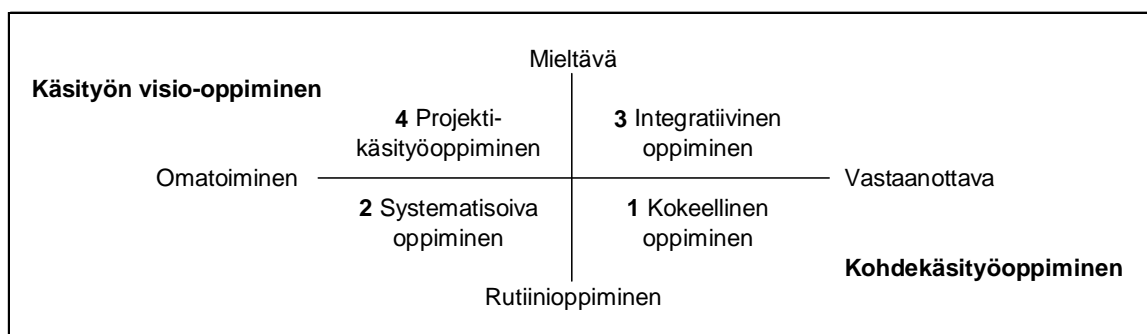 Mieltävä
Käsityön visio-oppiminen
4 Projekti-
käsityöoppiminen
3 Integratiivinen
oppiminen
Omatoiminen
Vastaanottava
2 Systematisoiva
oppiminen
1 Kokeellinen
oppiminen
Kohdekäsityöoppiminen
Rutiinioppiminen